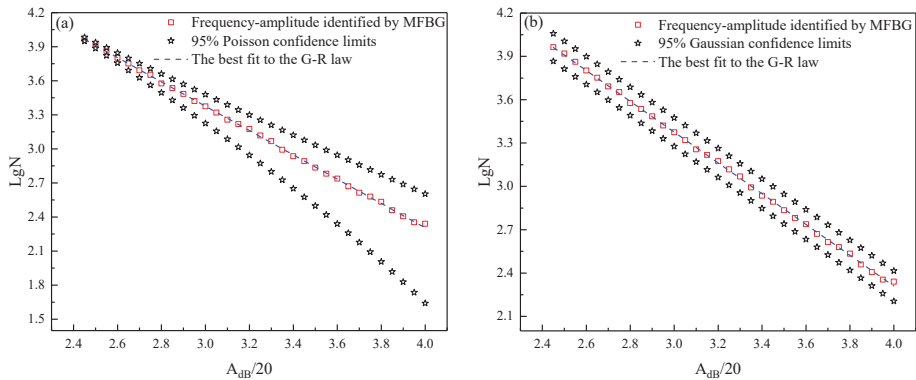 (a)
Frequency-amplitude identified by MFBG
95% Poisson confidence limits
The best fit to the G-R law
4.2
3.9
3.6
3.3
3.0
2.7
2.4
2.1
1.8
1.5
LgN
2.4 2.6 2.8 3.0 3.2 3.4 3.6 3.8 4.0
A_dB/20
(b)
Frequency-amplitude identified by MFBG
95% Gaussian confidence limits
The best fit to the G-R law
4.2
3.9
3.6
3.3
3.0
2.7
2.4
2.1
LgN
2.4 2.6 2.8 3.0 3.2 3.4 3.6 3.8 4.0
A_dB/20